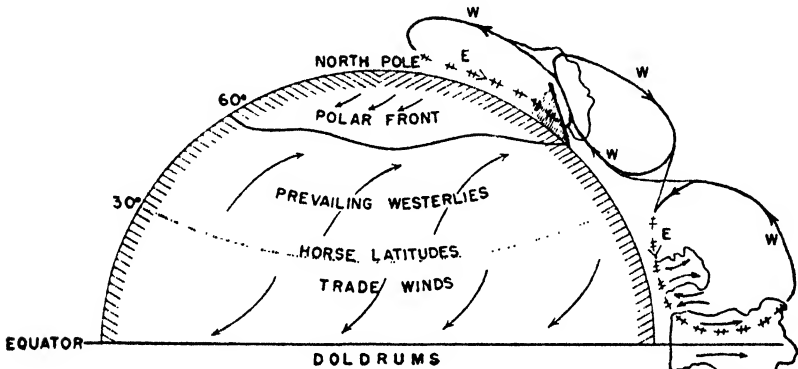 W
NORTH POLE
E
W
60°
POLAR FRONT
W
PREVAILING WESTERLIES
30°
HORSE LATITUDES
E
W
TRADE WINDS
EQUATOR
DOLDRUMS